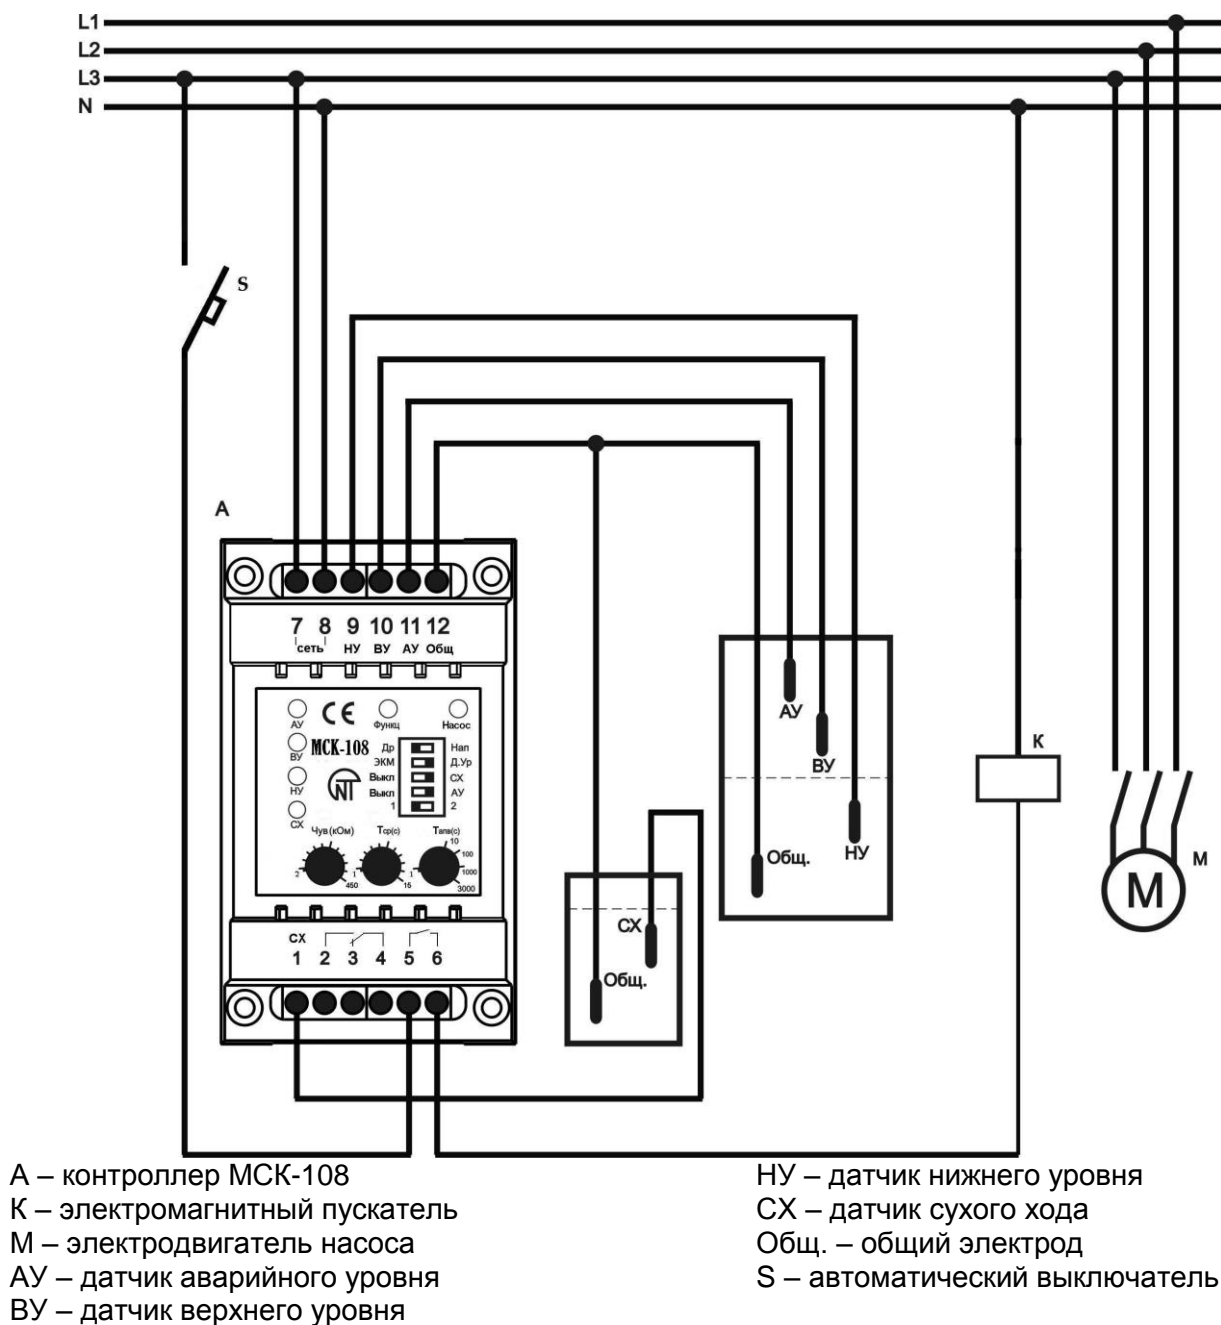 L1
L2
L3
N
S
A
7 8 9 10 11 12
сеть НУ ВУ АУ Общ
АУ CE Функц Насос
ВУ МСК-108 Др Нап
ЭКМ Д.Ур
НУ Выкл СХ
Выкл АУ
СХ 1 2
Чув(кОм) Тср(с) Тапв(с)
10
100
1000
3000
2 450 1 15 1
СХ
1 2 3 4 5 6
АУ
ВУ
НУ
Общ.
СХ
Общ.
К
М
M
А – контроллер МСК-108
К – электромагнитный пускатель
М – электродвигатель насоса
АУ – датчик аварийного уровня
ВУ – датчик верхнего уровня
НУ – датчик нижнего уровня
СХ – датчик сухого хода
Общ. – общий электрод
S – автоматический выключатель